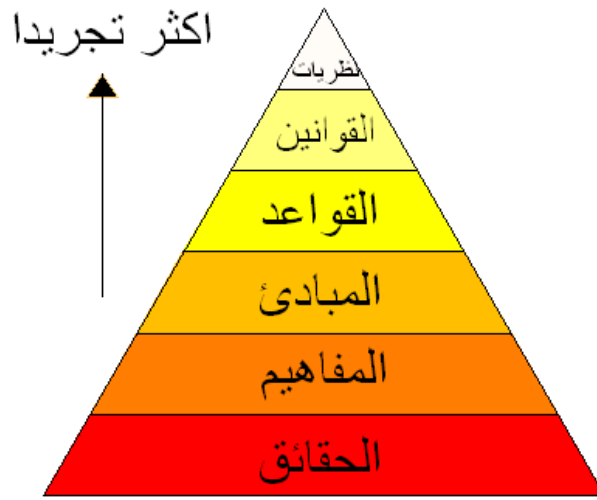 اكثر تجريدا
نظريات
القوانين
القواعد
المبادئ
المفاهيم
الحقائق